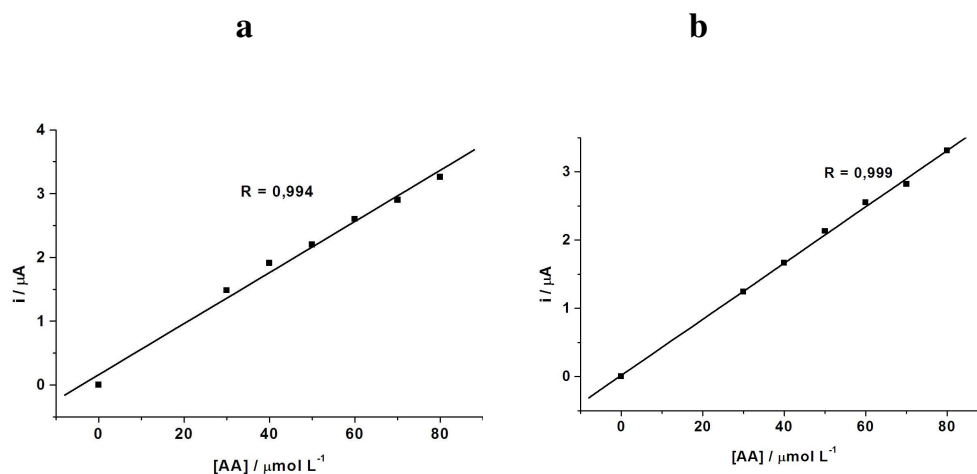 a
b
4
3
2
1
0
i / μA
R = 0,994
0 20 40 60 80
[AA] / μmol L⁻¹
3
2
1
0
i / μA
R = 0,999
0 20 40 60 80
[AA] / μmol L⁻¹